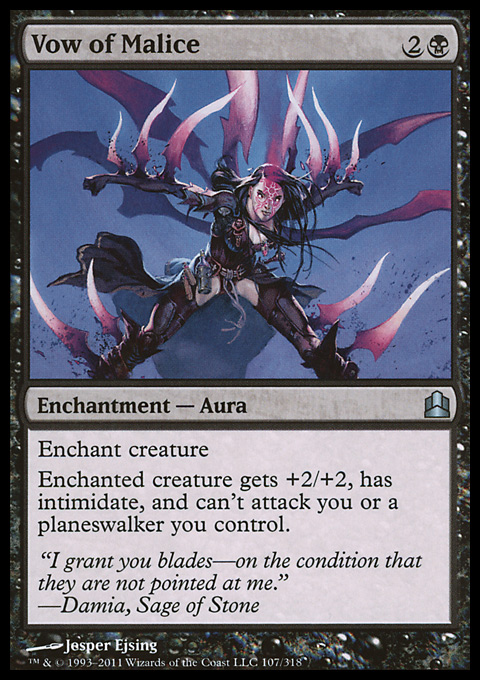 Vow of Malice 2
Enchantment — Aura
Enchant creature
Enchanted creature gets +2/+2, has
intimidate, and can't attack you or a
planeswalker you control.
“I grant you blades—on the condition that
they are not pointed at me.”
—Damia, Sage of Stone
Jesper Ejsing
™ & © 1993–2011 Wizards of the Coast LLC 107/318